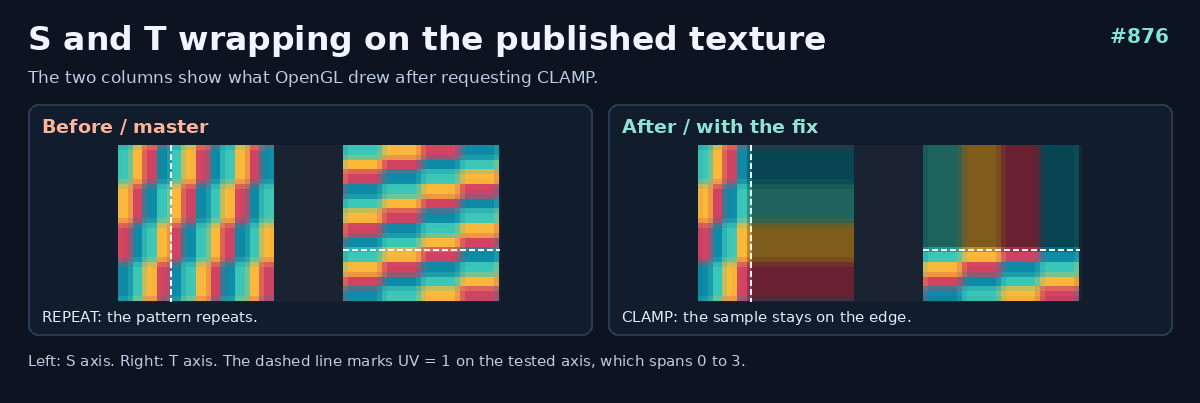 S and T wrapping on the published texture
#876
The two columns show what OpenGL drew after requesting CLAMP.
Before / master
After / with the fix
REPEAT: the pattern repeats.
CLAMP: the sample stays on the edge.
Left: S axis. Right: T axis. The dashed line marks UV = 1 on the tested axis, which spans 0 to 3.